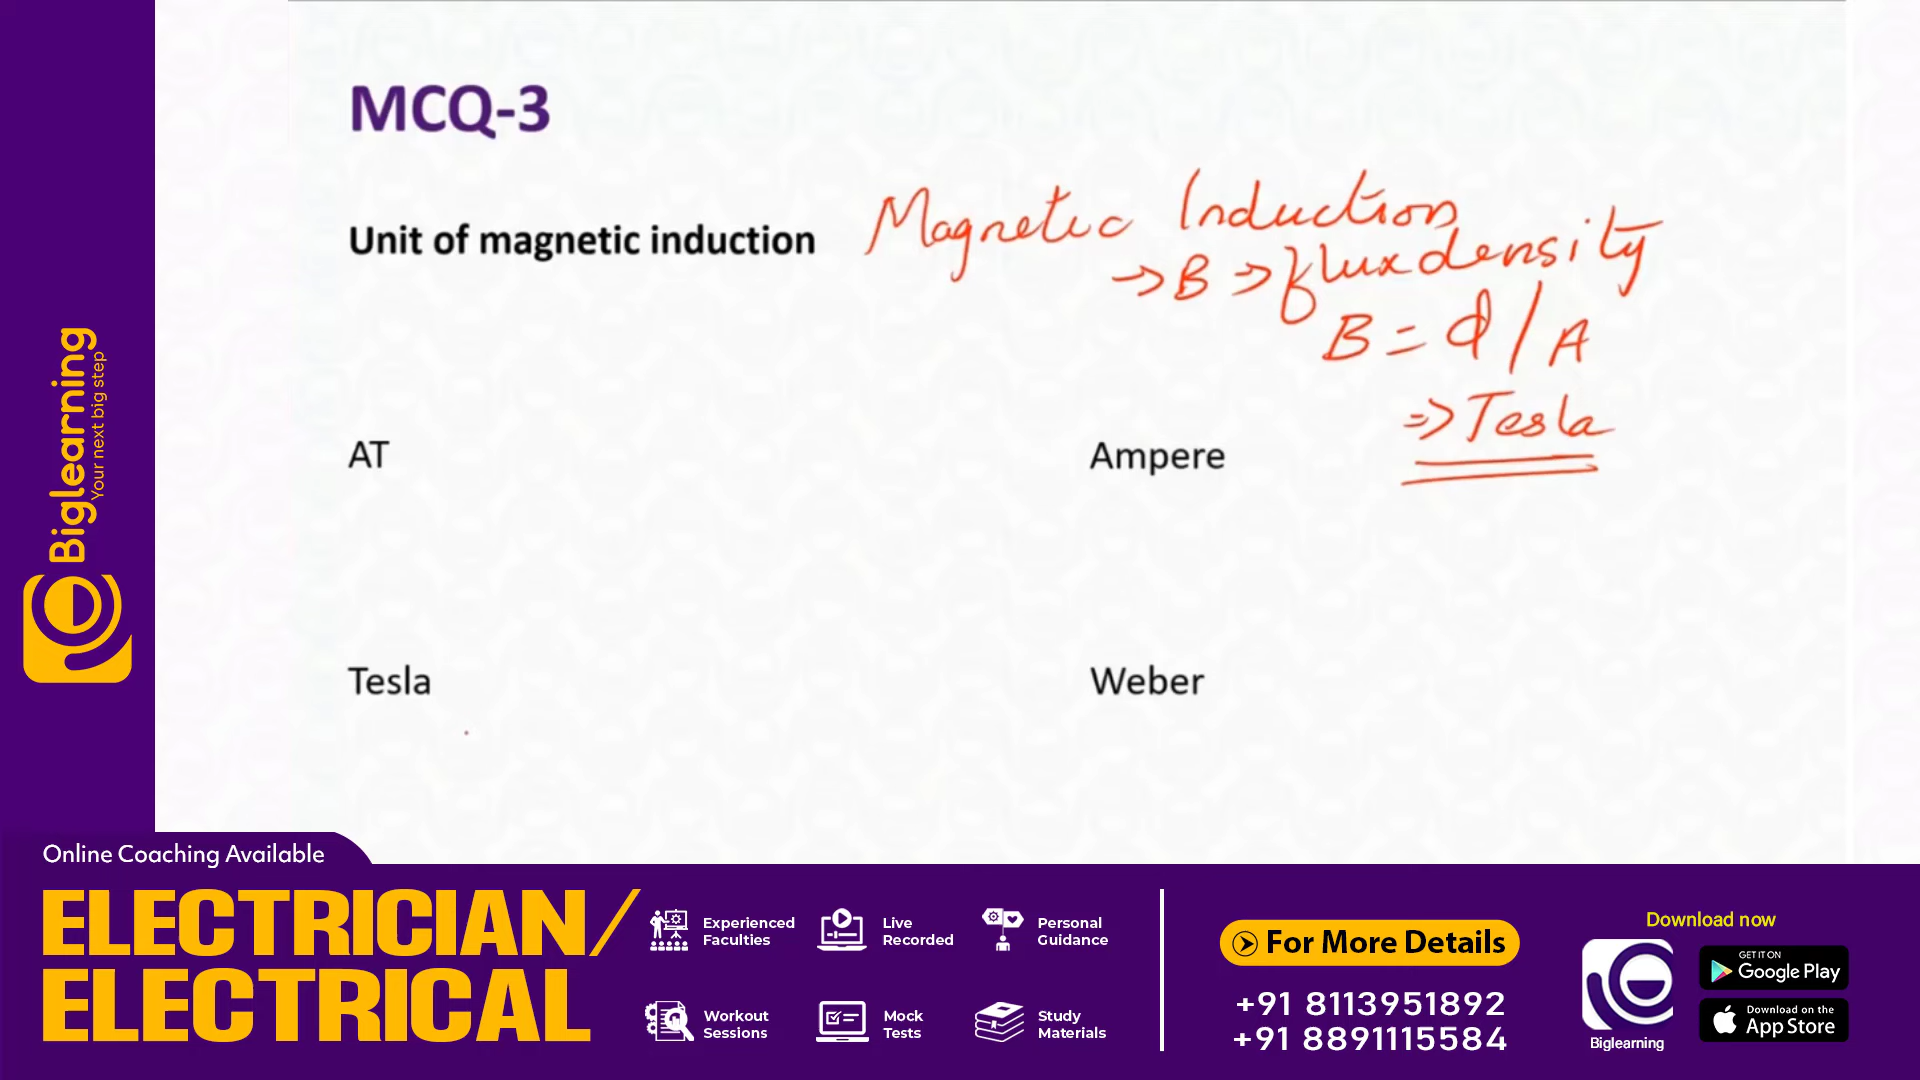 MCQ-3
Unit of magnetic induction
Magnetic Induction
→ B ⇒ flux density
B = ф / A
⇒ Tesla
AT
Ampere
Tesla
Weber
Biglearning
Your next big step
Online Coaching Available
ELECTRICIAN/
ELECTRICAL
Experienced
Faculties
Live
Recorded
Personal
Guidance
Workout
Sessions
Mock
Tests
Study
Materials
For More Details
+91 8113951892
+91 8891115584
Download now
Biglearning
GET IT ON
Google Play
Download on the
App Store